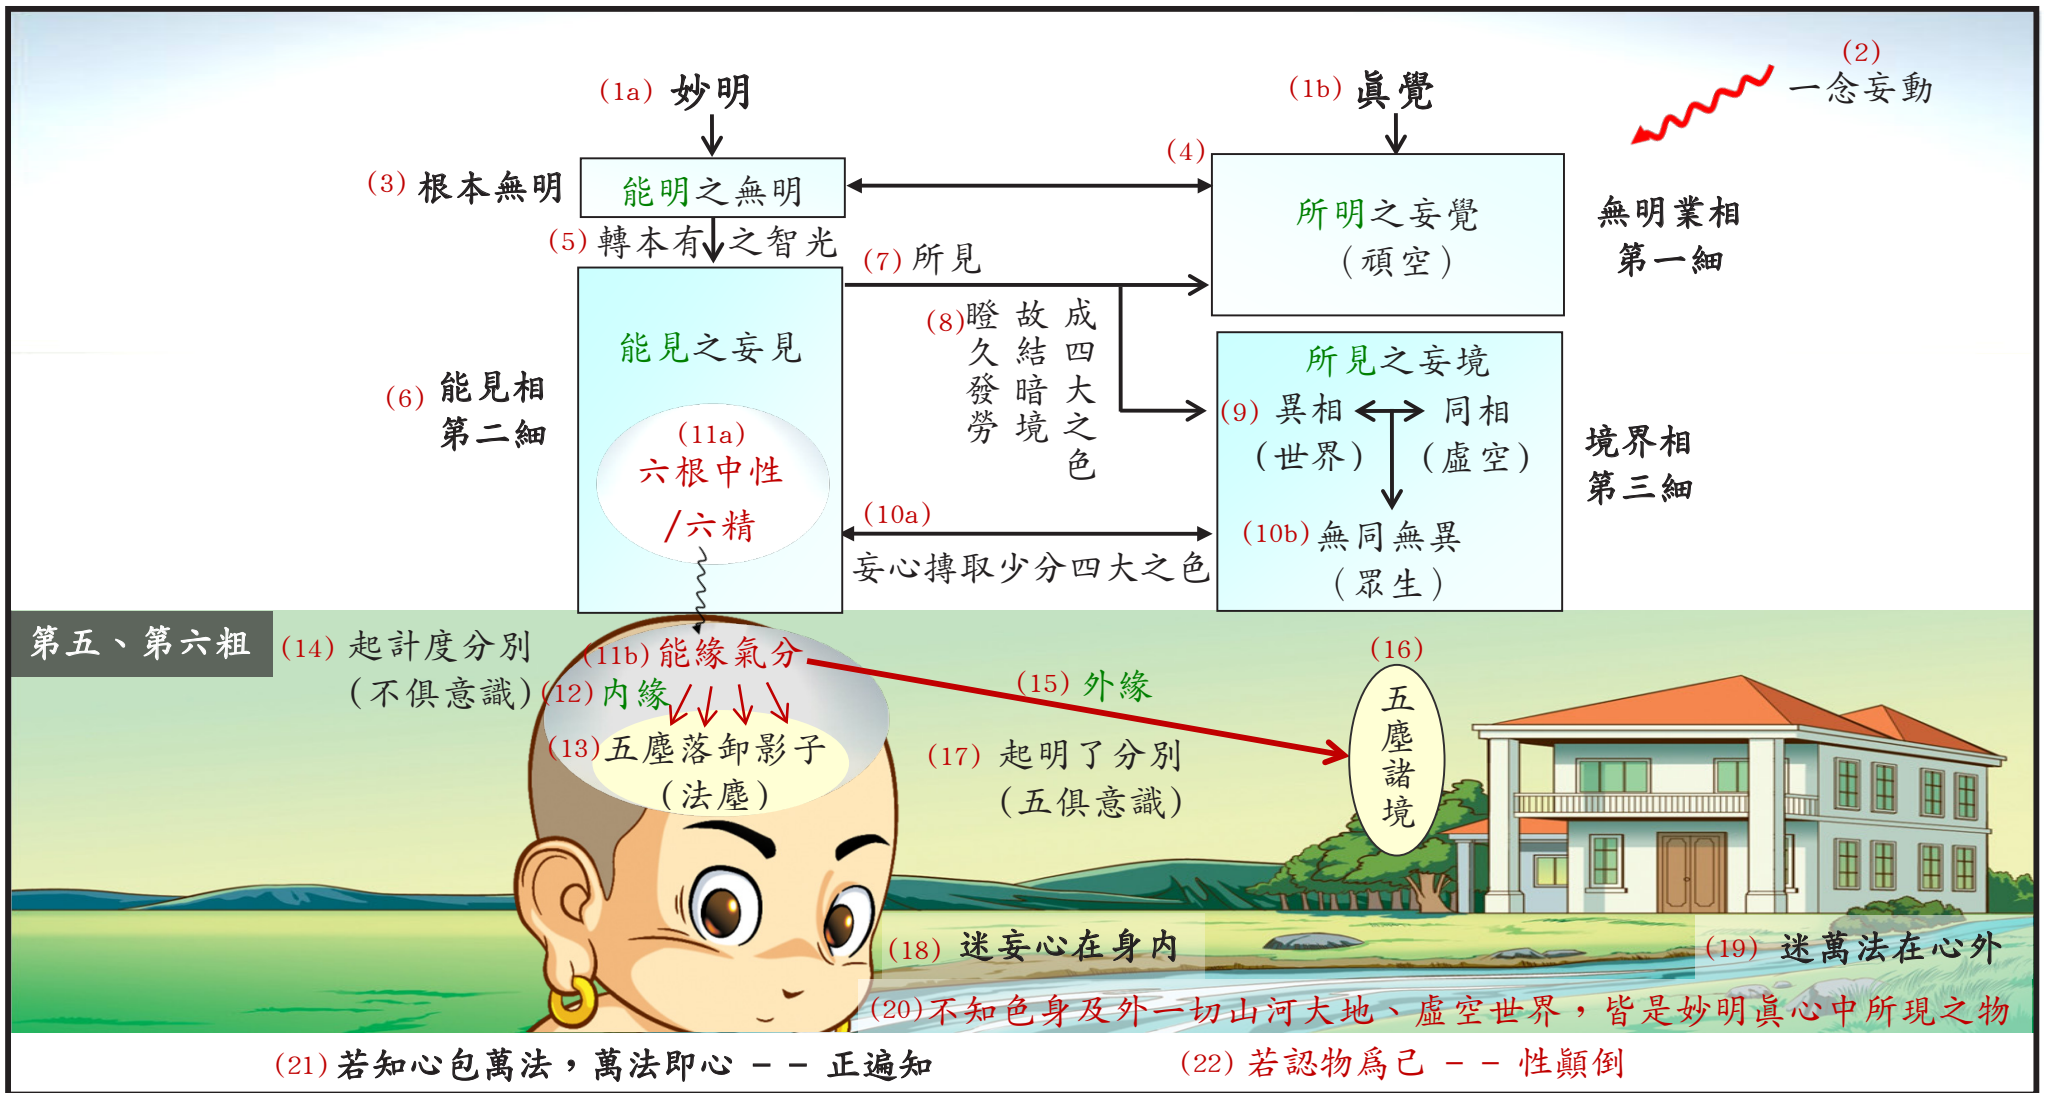 (2)
一念妄動
(1a) 妙明
(1b) 眞覺
(3) 根本無明
能明之無明
(4)
所明之妄覺
（頑空）
無明業相
第一細
(5) 轉本有之智光
(7) 所見
(6) 能見相
第二細
能見之妄見
(8) 瞪久發勞
故結暗境
成四大之色
所見之妄境
(9) 異相 同相
（世界）（虛空）
境界相
第三細
(11a)
六根中性
/六精
(10a)
妄心摶取少分四大之色
(10b) 無同無異
（眾生）
第五、第六粗
(14) 起計度分別
（不俱意識）
(11b) 能緣氣分
(12) 內緣
(13) 五塵落卸影子
（法塵）
(15) 外緣
(16)
五塵諸境
(17) 起明了分別
（五俱意識）
(18) 迷妄心在身內
(19) 迷萬法在心外
(20) 不知色身及外一切山河大地、虛空世界，皆是妙明眞心中所現之物
(21) 若知心包萬法，萬法即心 – – 正遍知
(22) 若認物爲己 – – 性顚倒